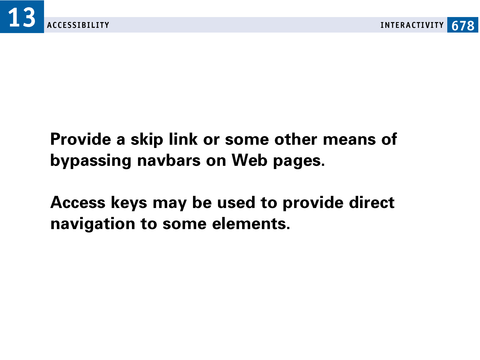 13 ACCESSIBILITY INTERACTIVITY 678
Provide a skip link or some other means of
bypassing navbars on Web pages.
Access keys may be used to provide direct
navigation to some elements.